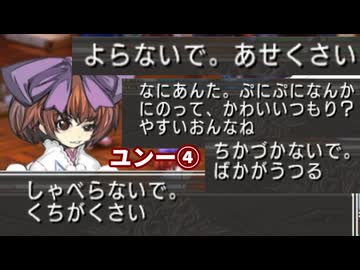 よらないで。あせくさい
なにあんた。ぷにぷになんか
にのって、かわいいつもり？
やすいおんなね
ユンー④
ちかづかないで。
ばかがうつる
しゃべらないで。
くちがくさい